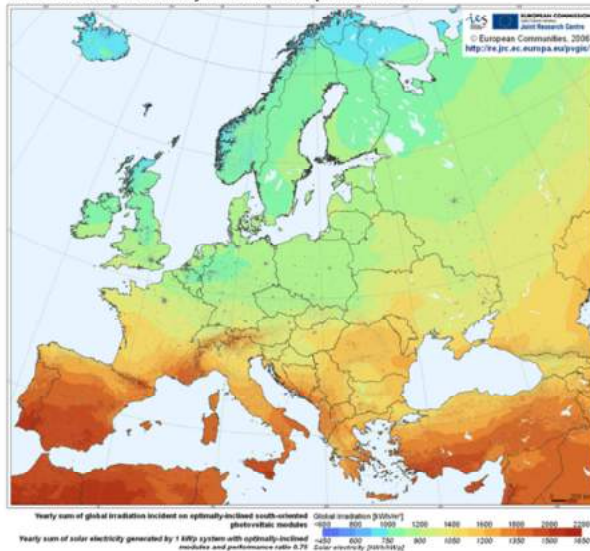 ies
EUROPEAN COMMISSION
Joint Research Centre
© European Communities, 2006
http://re.jrc.ec.europa.eu/pvgis/
Yearly sum of global irradiation incident on optimally-inclined south-oriented
photovoltaic modules
Global irradiation [kWh/m²]
<600 800 1000 1200 1400 1600 1800 2000 2200
Yearly sum of solar electricity generated by 1 kWp system with optimally-inclined
modules and performance ratio 0.75
<450 600 750 900 1050 1200 1350 1500 1650
Solar electricity [kWh/kWp]